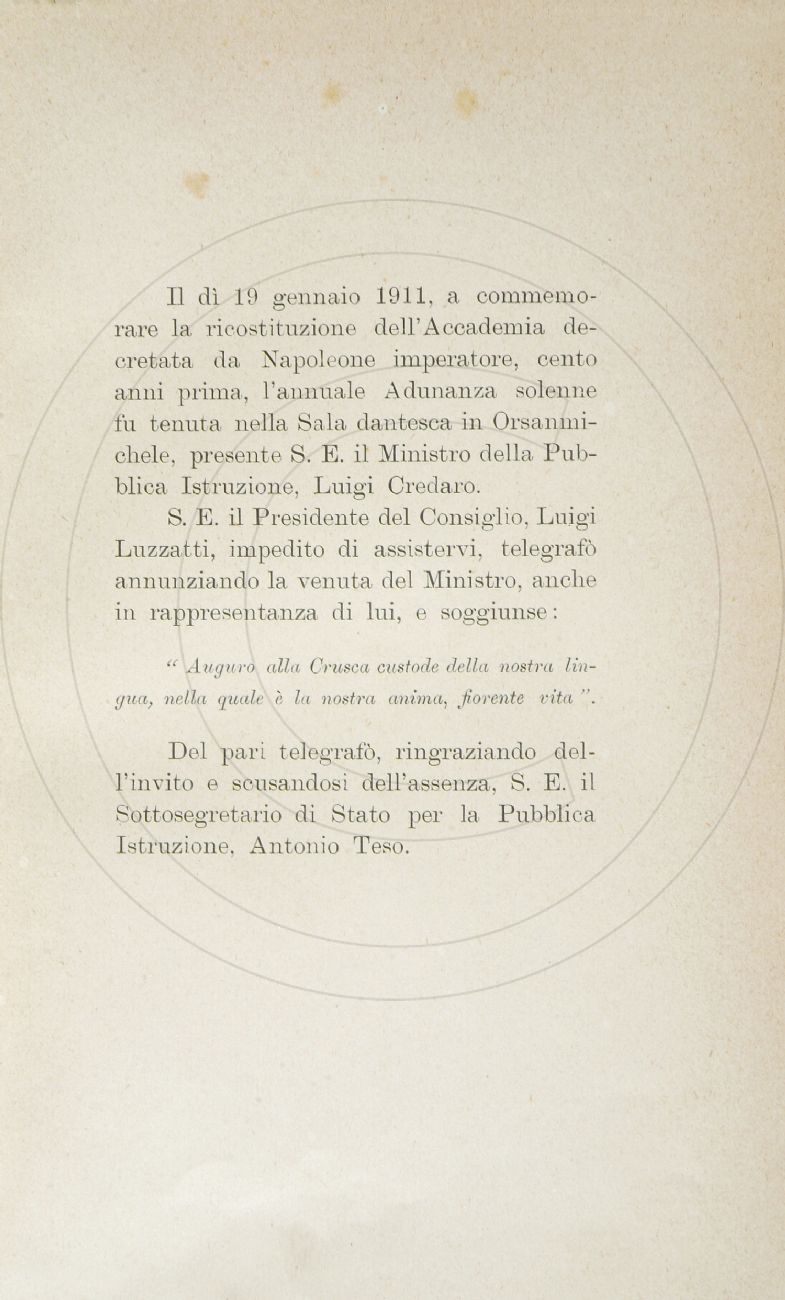 Il dì 19 gennaio 1911, a commemo-
rare la ricostituzione dell'Accademia de-
cretata da Napoleone imperatore, cento
anni prima, l'annuale Adunanza solenne
fu tenuta nella Sala dantesca in Orsanmi-
chele, presente S. E. il Ministro della Pub-
blica Istruzione, Luigi Credaro.
S. E. il Presidente del Consiglio, Luigi
Luzzatti, impedito di assistervi, telegrafò
annunziando la venuta del Ministro, anche
in rappresentanza di lui, e soggiunse:
“ Auguro alla Crusca custode della nostra lin-
gua, nella quale è la nostra anima, fiorente vita ”.
Del pari telegrafò, ringraziando del-
l'invito e scusandosi dell'assenza, S. E. il
Sottosegretario di Stato per la Pubblica
Istruzione, Antonio Teso.